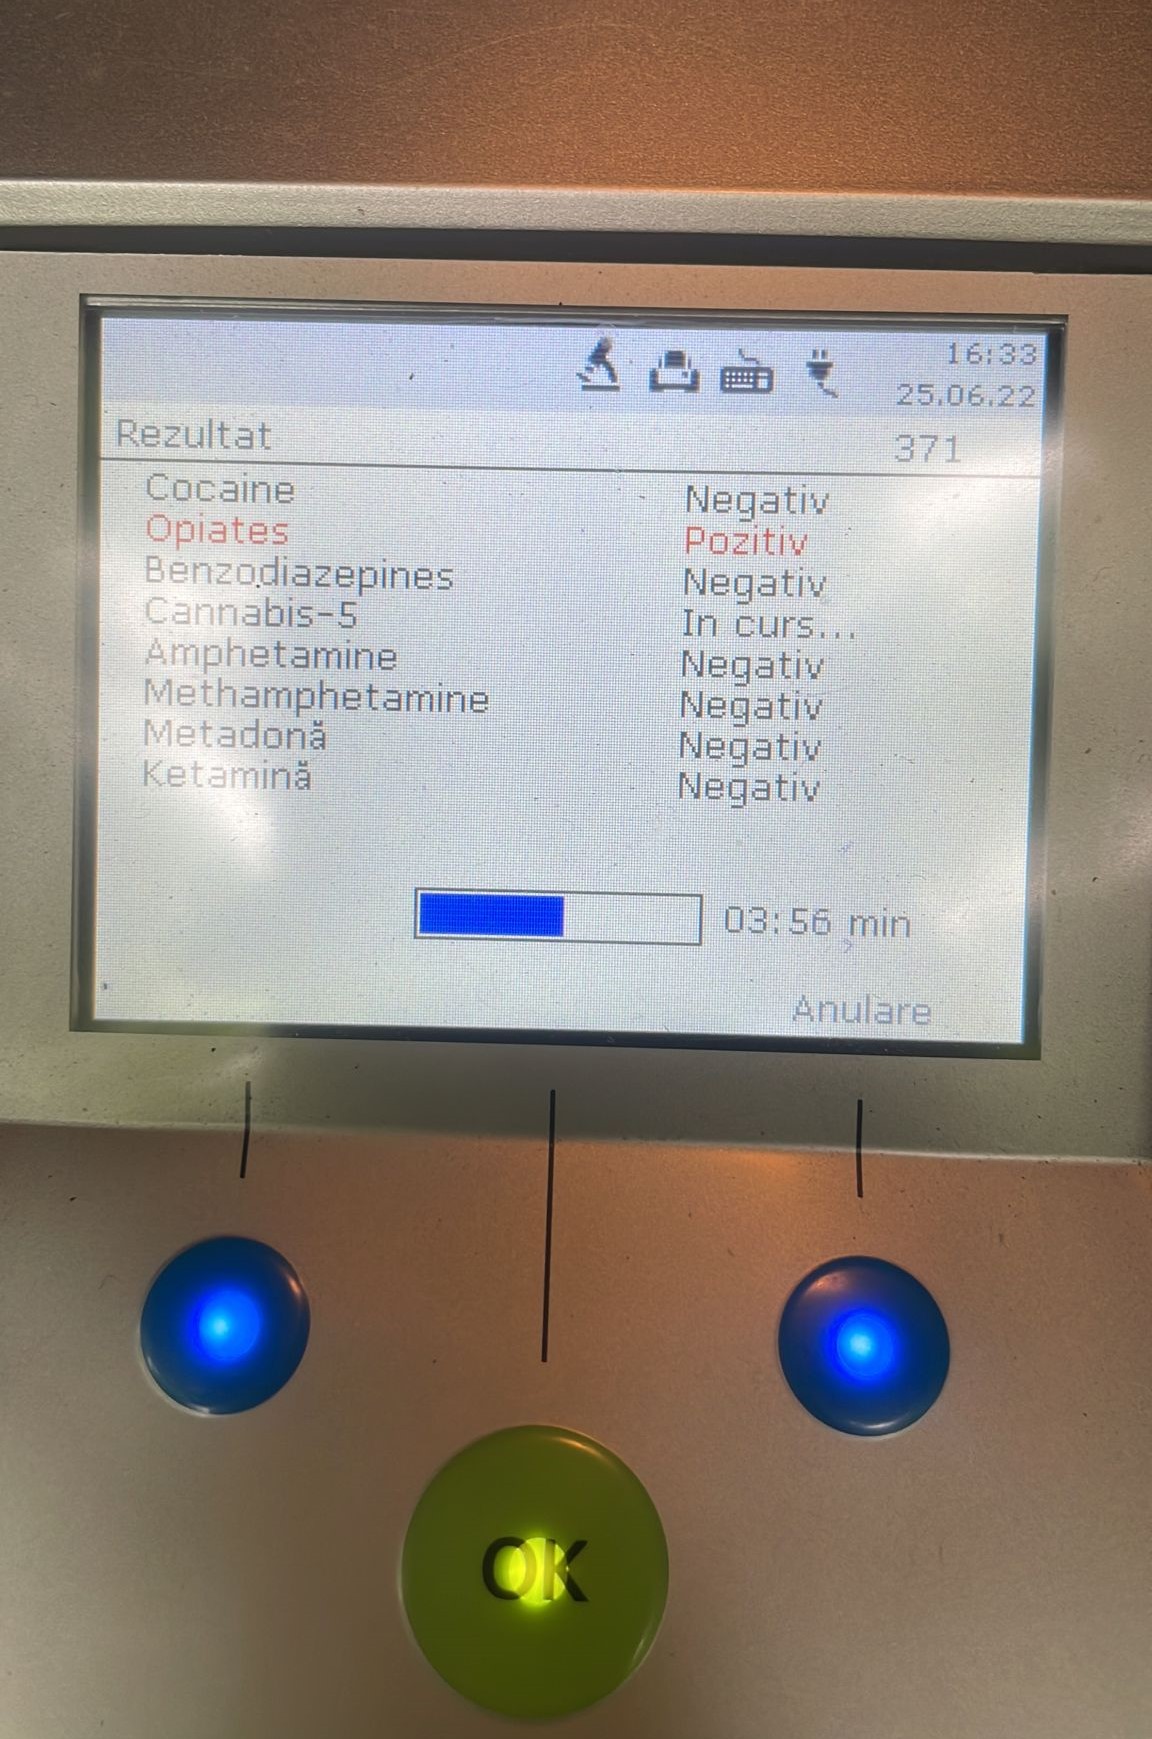 16:33
25.06.22
Rezultat 371
Cocaine Negativ
Opiates Pozitiv
Benzodiazepines Negativ
Cannabis-5 In curs...
Amphetamine Negativ
Methamphetamine Negativ
Metadonă Negativ
Ketamină Negativ
03:56 min
Anulare
OK